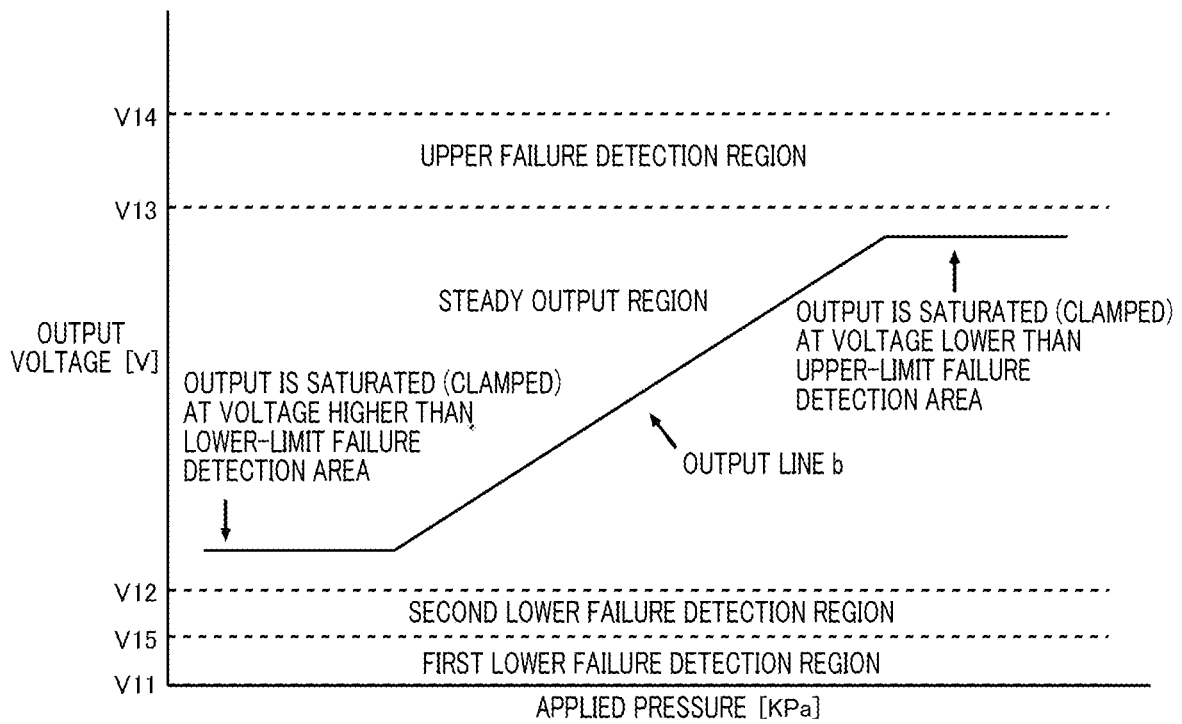 V14
UPPER FAILURE DETECTION REGION
V13
STEADY OUTPUT REGION
OUTPUT IS SATURATED (CLAMPED)
AT VOLTAGE LOWER THAN
UPPER-LIMIT FAILURE
DETECTION AREA
OUTPUT
VOLTAGE [V]
OUTPUT IS SATURATED (CLAMPED)
AT VOLTAGE HIGHER THAN
LOWER-LIMIT FAILURE
DETECTION AREA
OUTPUT LINE b
V12
SECOND LOWER FAILURE DETECTION REGION
V15
FIRST LOWER FAILURE DETECTION REGION
V11
APPLIED PRESSURE [KPa]